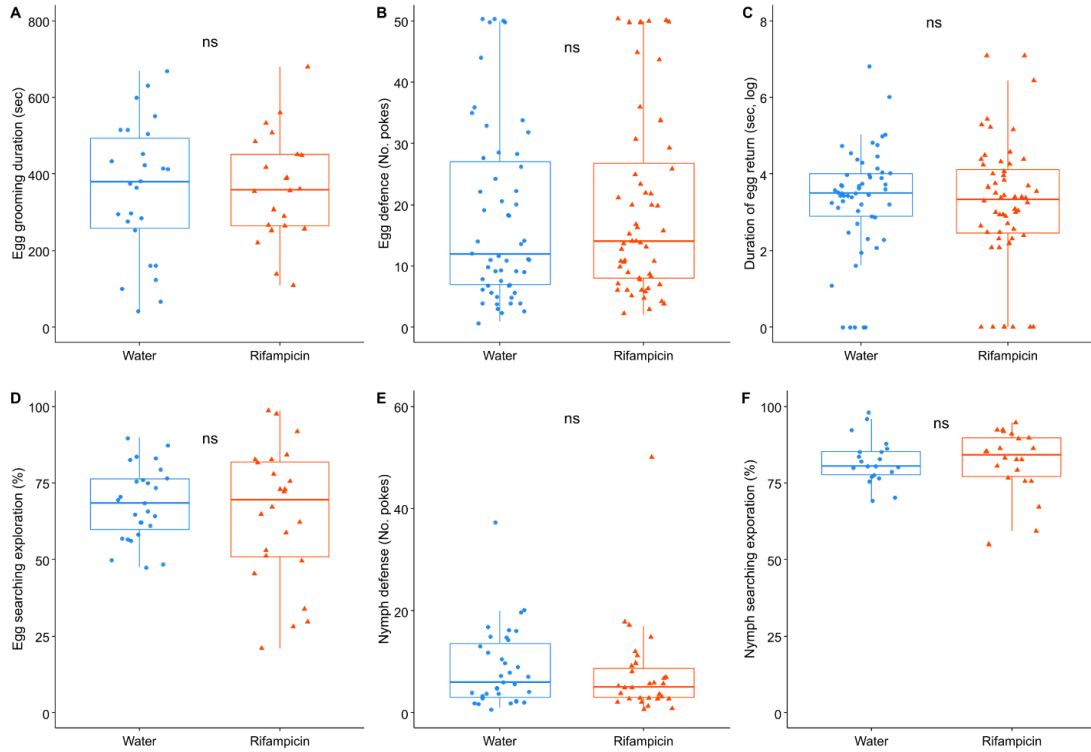 A
Egg grooming duration (sec)
800
600
400
200
0
ns
Water
Rifampicin
B
Egg defence (No. pokes)
50
40
30
20
10
0
ns
Water
Rifampicin
C
Duration of egg return (sec, log)
8
6
4
2
0
ns
Water
Rifampicin
D
Egg searching exploration (%)
100
75
50
25
0
ns
Water
Rifampicin
E
Nymph defense (No. pokes)
60
40
20
0
ns
Water
Rifampicin
F
Nymph searching exporation (%)
100
75
50
25
0
ns
Water
Rifampicin